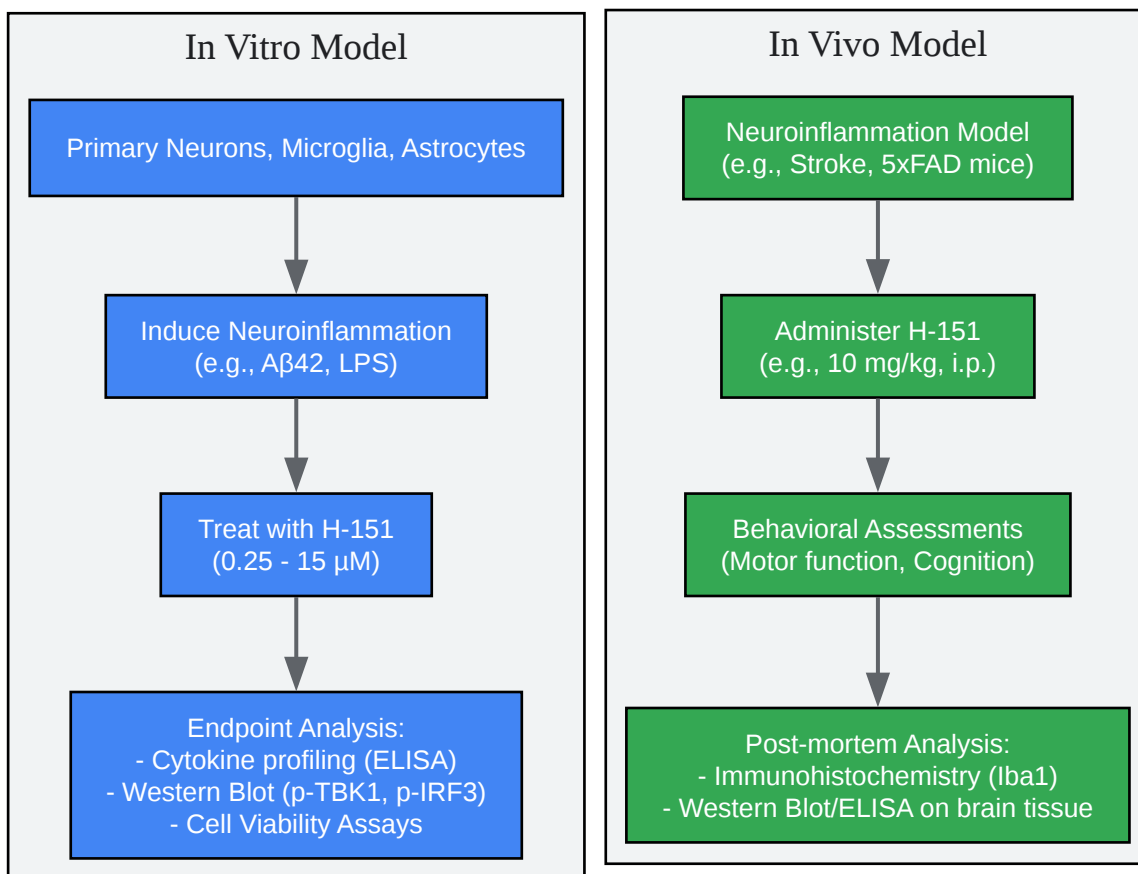 In Vitro Model
Primary Neurons, Microglia, Astrocytes
Induce Neuroinflammation
(e.g., Aβ42, LPS)
Treat with H-151
(0.25 - 15 µM)
Endpoint Analysis:
- Cytokine profiling (ELISA)
- Western Blot (p-TBK1, p-IRF3)
- Cell Viability Assays
In Vivo Model
Neuroinflammation Model
(e.g., Stroke, 5xFAD mice)
Administer H-151
(e.g., 10 mg/kg, i.p.)
Behavioral Assessments
(Motor function, Cognition)
Post-mortem Analysis:
- Immunohistochemistry (Iba1)
- Western Blot/ELISA on brain tissue